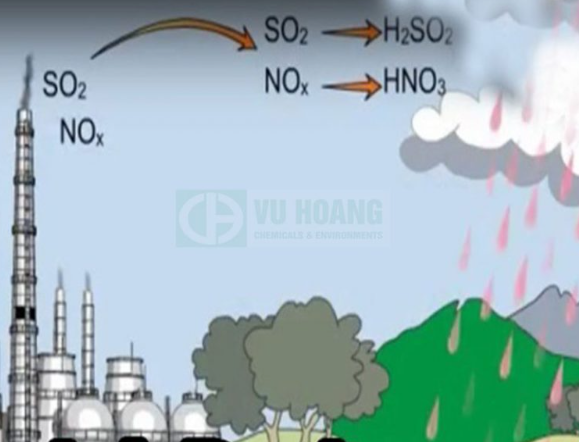 SO₂ → H₂SO₂
NOₓ → HNO₃
SO₂
NOₓ
VU HOANG
CHEMICALS & ENVIRONMENTS